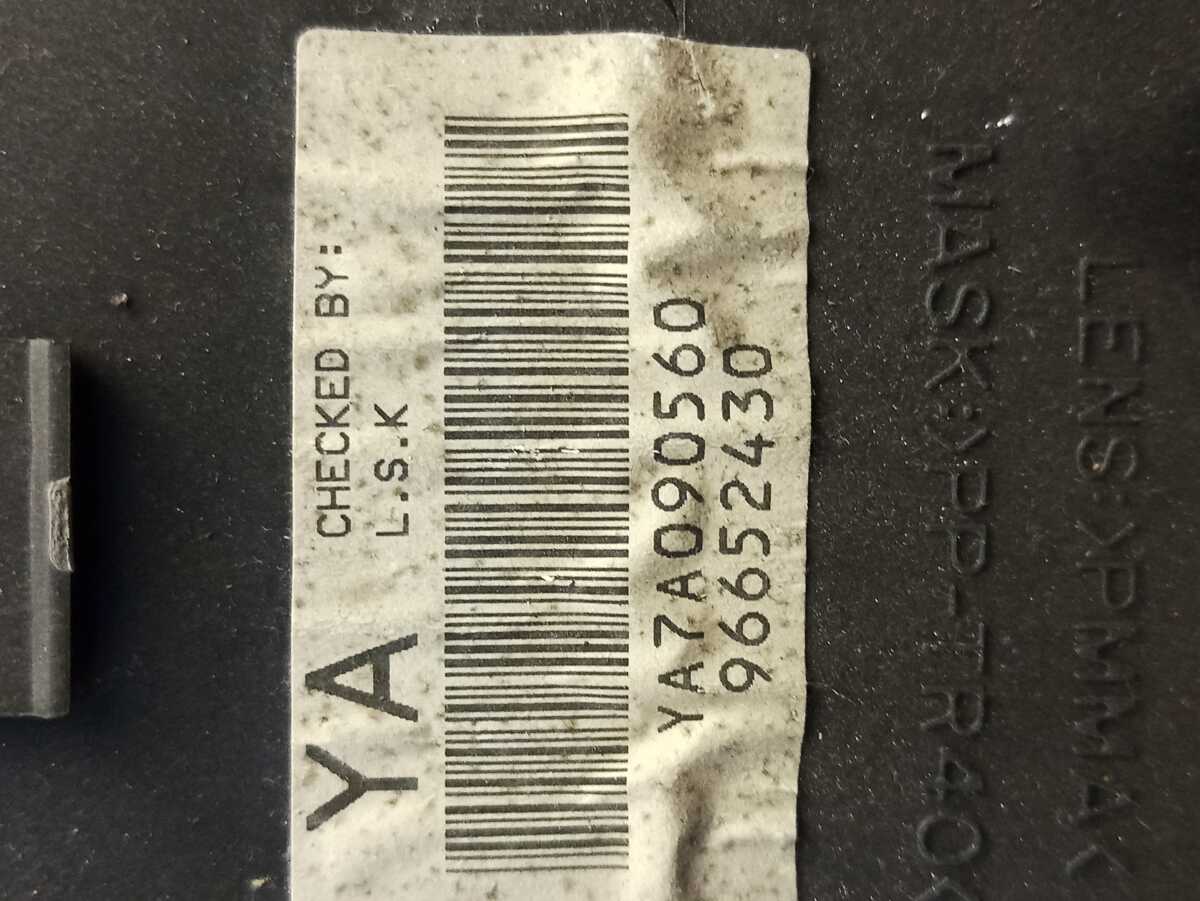 YA
CHECKED BY:
L.S.K
YA7A090560
96652430
MASK:>PP-TR40<
LENS:>PMMA<